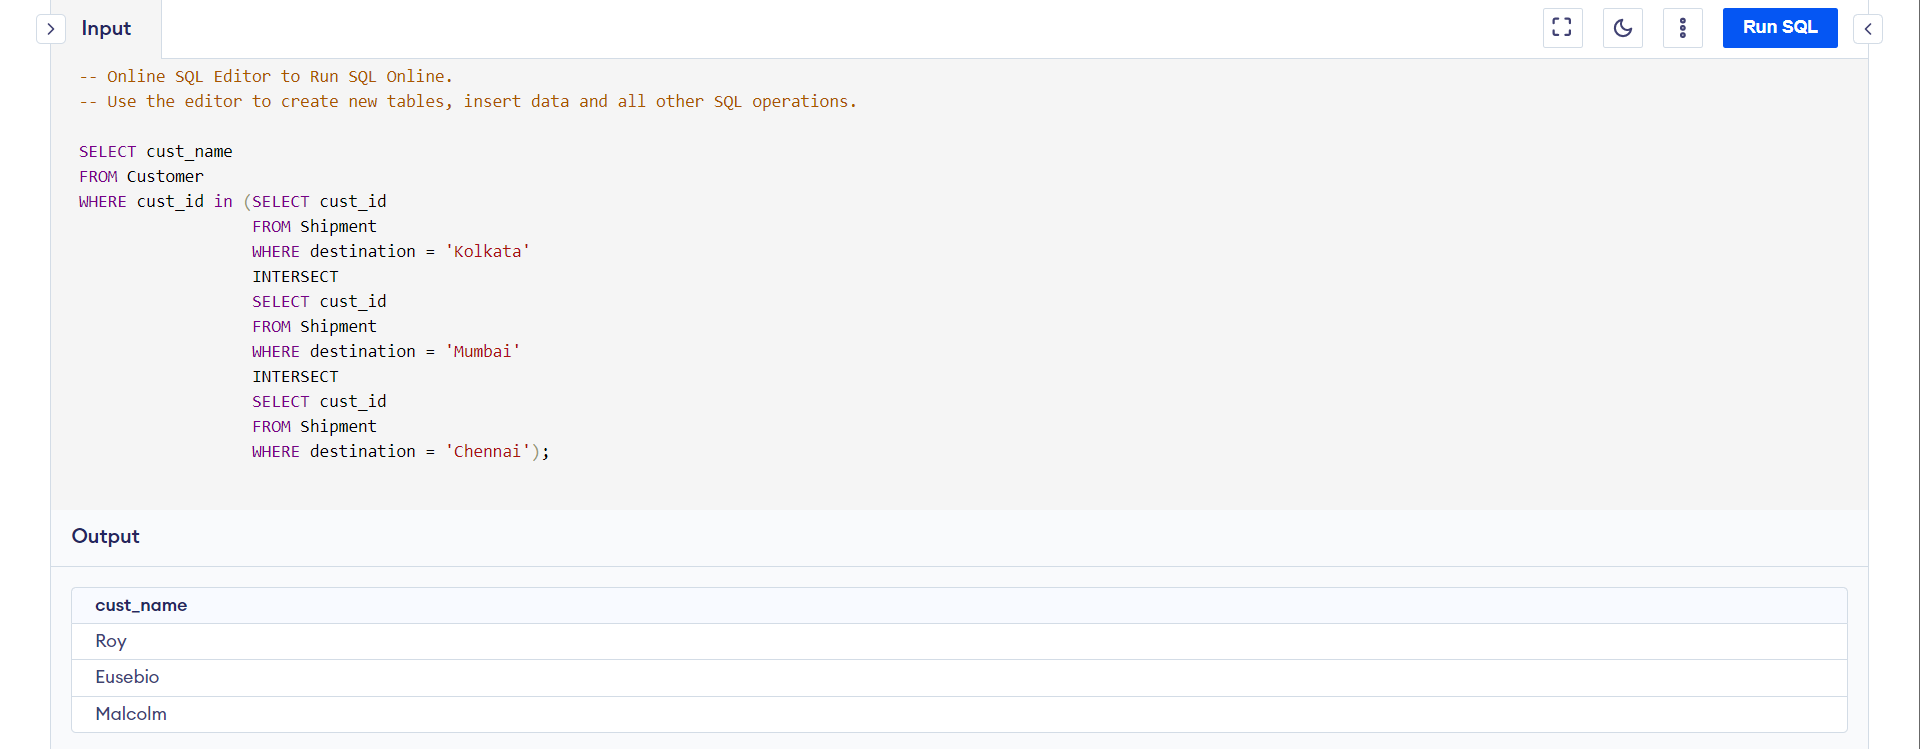 Input
Run SQL
-- Online SQL Editor to Run SQL Online.
-- Use the editor to create new tables, insert data and all other SQL operations.
SELECT cust_name
FROM Customer
WHERE cust_id in (SELECT cust_id
FROM Shipment
WHERE destination = 'Kolkata'
INTERSECT
SELECT cust_id
FROM Shipment
WHERE destination = 'Mumbai'
INTERSECT
SELECT cust_id
FROM Shipment
WHERE destination = 'Chennai');
Output
cust_name
Roy
Eusebio
Malcolm